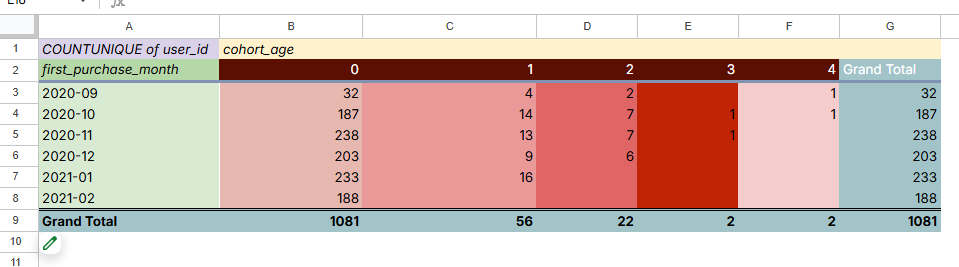 fx
A B C D E F G
1 COUNTUNIQUE of user_id cohort_age
2 first_purchase_month 0 1 2 3 4 Grand Total
3 2020-09 32 4 2 1 32
4 2020-10 187 14 7 1 1 187
5 2020-11 238 13 7 1 238
6 2020-12 203 9 6 203
7 2021-01 233 16 233
8 2021-02 188 188
9 Grand Total 1081 56 22 2 2 1081
10
11